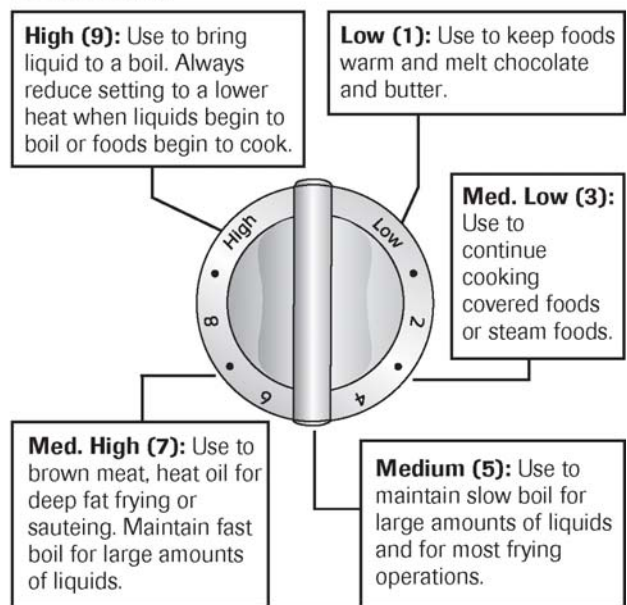 High (9): Use to bring
liquid to a boil. Always
reduce setting to a lower
heat when liquids begin to
boil or foods begin to cook.
Low (1): Use to keep foods
warm and melt chocolate
and butter.
Med. Low (3):
Use to
continue
cooking
covered foods
or steam foods.
High
Low
8
2
6
4
Med. High (7): Use to
brown meat, heat oil for
deep fat frying or
sauteing. Maintain fast
boil for large amounts
of liquids.
Medium (5): Use to
maintain slow boil for
large amounts of liquids
and for most frying
operations.